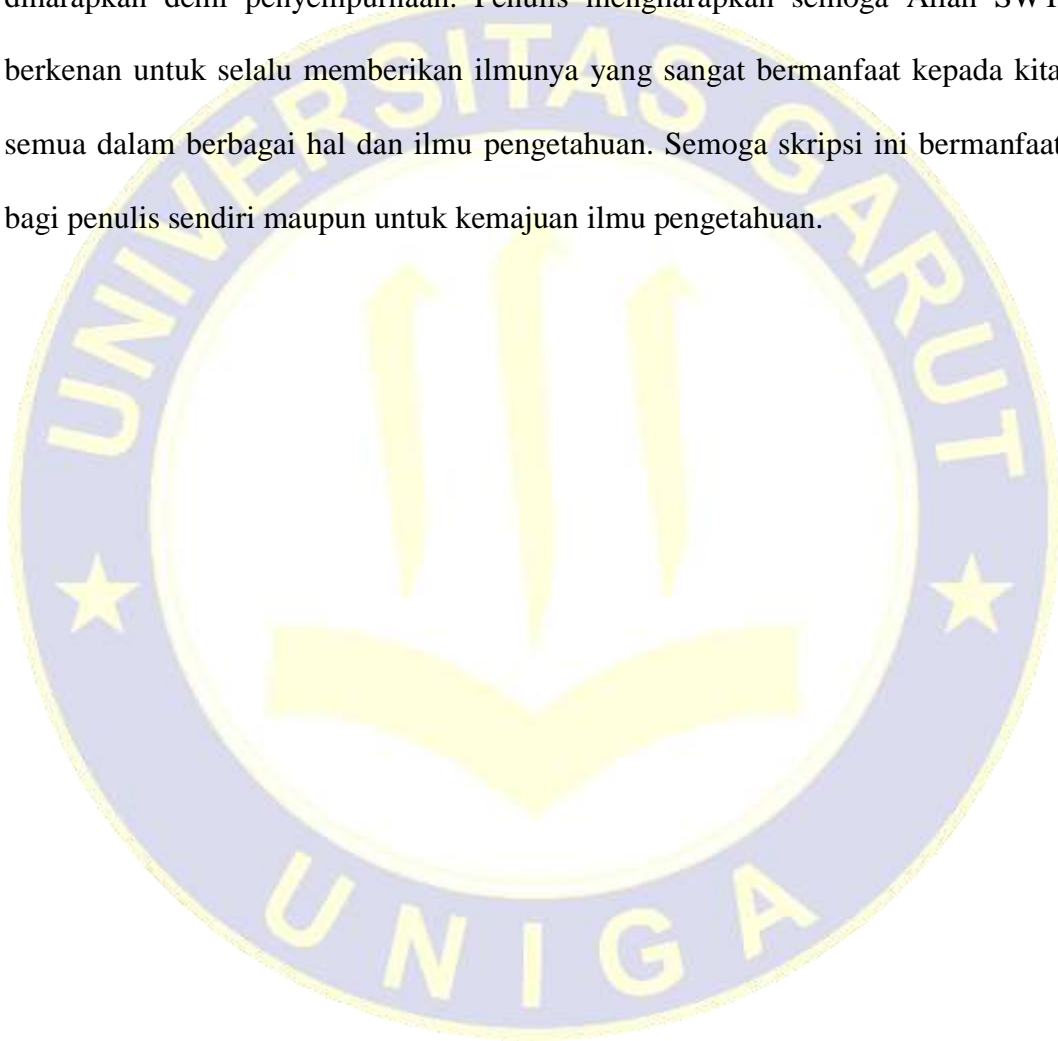 diharapkan demi penyempurnaan. Penulis mengharapkan semoga Allah SWT
berkenan untuk selalu memberikan ilmunya yang sangat bermanfaat kepada kita
semua dalam berbagai hal dan ilmu pengetahuan. Semoga skripsi ini bermanfaat
bagi penulis sendiri maupun untuk kemajuan ilmu pengetahuan.
UNIVERSITAS GARUT
UNIGA